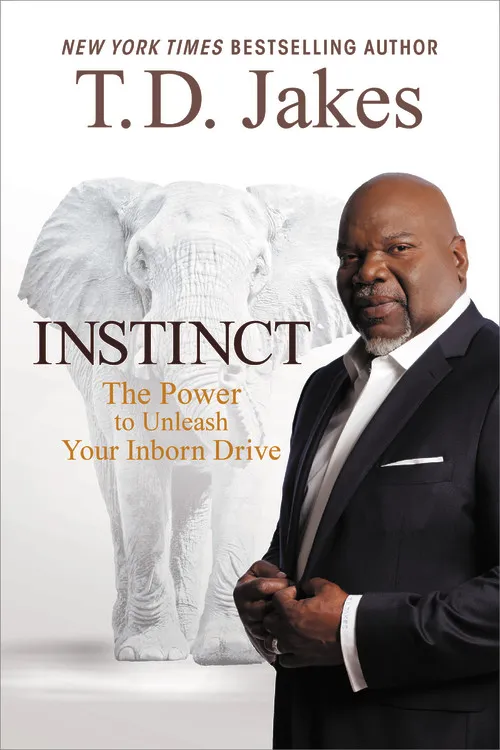 NEW YORK TIMES BESTSELLING AUTHOR
T.D. Jakes
INSTINCT
The Power
to Unleash
Your Inborn Drive